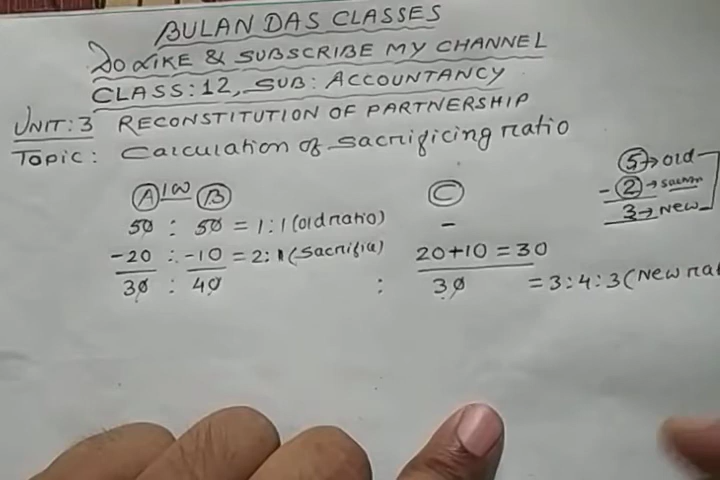 BULAN DAS CLASSES
DO LIKE & SUBSCRIBE MY CHANNEL
CLASS:12, SUB: ACCOUNTANCY
UNIT:3 RECONSTITUTION OF PARTNERSHIP
Topic: Calculation of Sacrificing ratio
A 100 B C
50 : 50 = 1:1 (Old ratio) -
-20 : -10 = 2:1 (Sacrifice) 20+10 = 30
30 : 40 : 30 = 3:4:3 (New
5→old
-2→
3→New